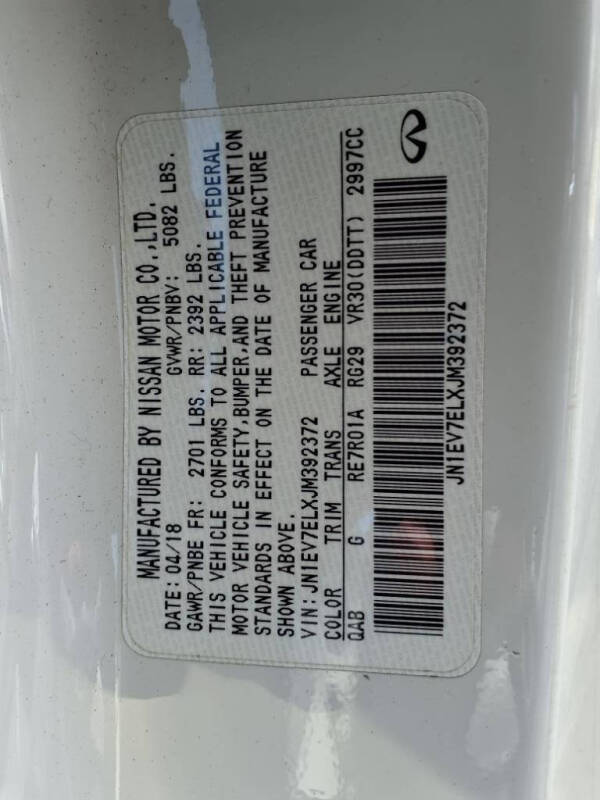 MANUFACTURED BY NISSAN MOTOR CO.,LTD.
DATE: 04/18 GVWR/PNBV: 5082 LBS.
GAWR/PNBE FR: 2701 LBS. RR: 2392 LBS.
THIS VEHICLE CONFORMS TO ALL APPLICABLE FEDERAL
MOTOR VEHICLE SAFETY,BUMPER,AND THEFT PREVENTION
STANDARDS IN EFFECT ON THE DATE OF MANUFACTURE
SHOWN ABOVE.
VIN:JN1EV7ELXJM392372 PASSENGER CAR
COLOR TRIM TRANS AXLE ENGINE
QAB G RE7R01A RG29 VR30(DDTT) 2997CC
JN1EV7ELXJM392372